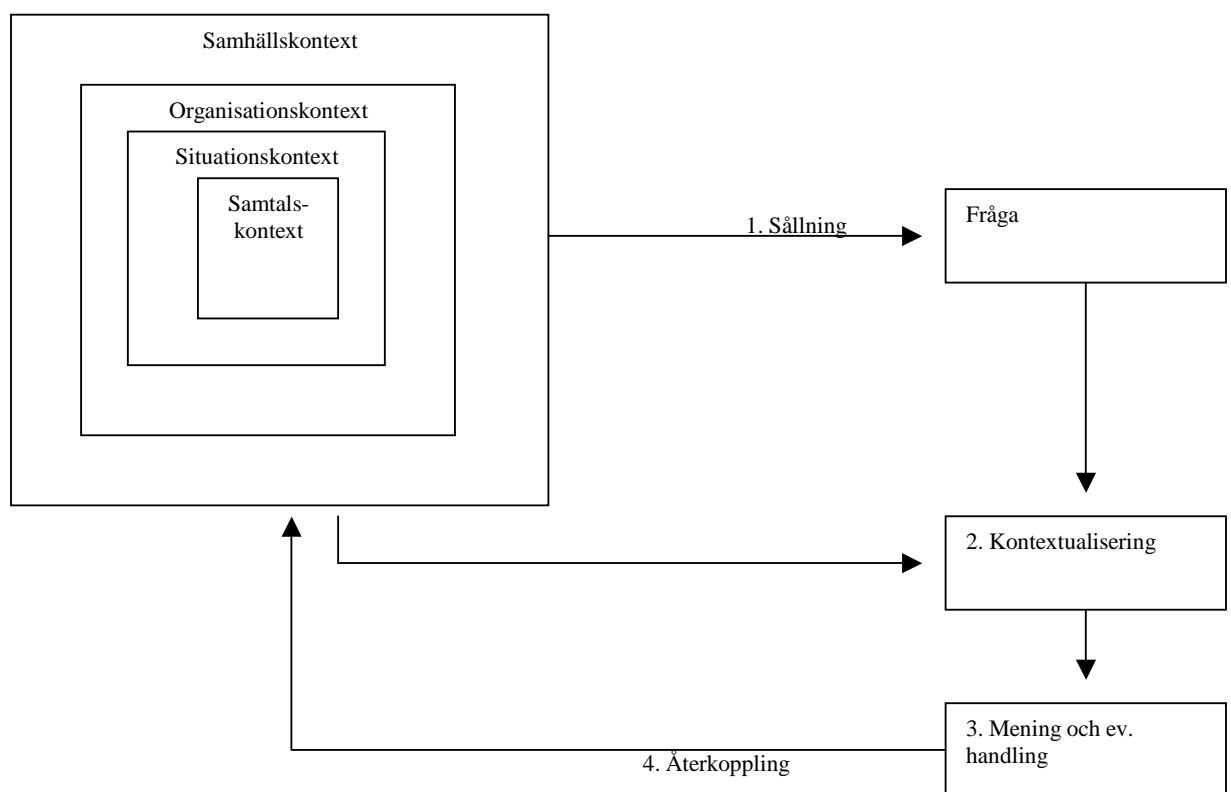 Samhällskontext
Organisationskontext
Situationskontext
Samtals-
kontext
1. Sållning
Fråga
2. Kontextualisering
3. Mening och ev.
handling
4. Återkoppling